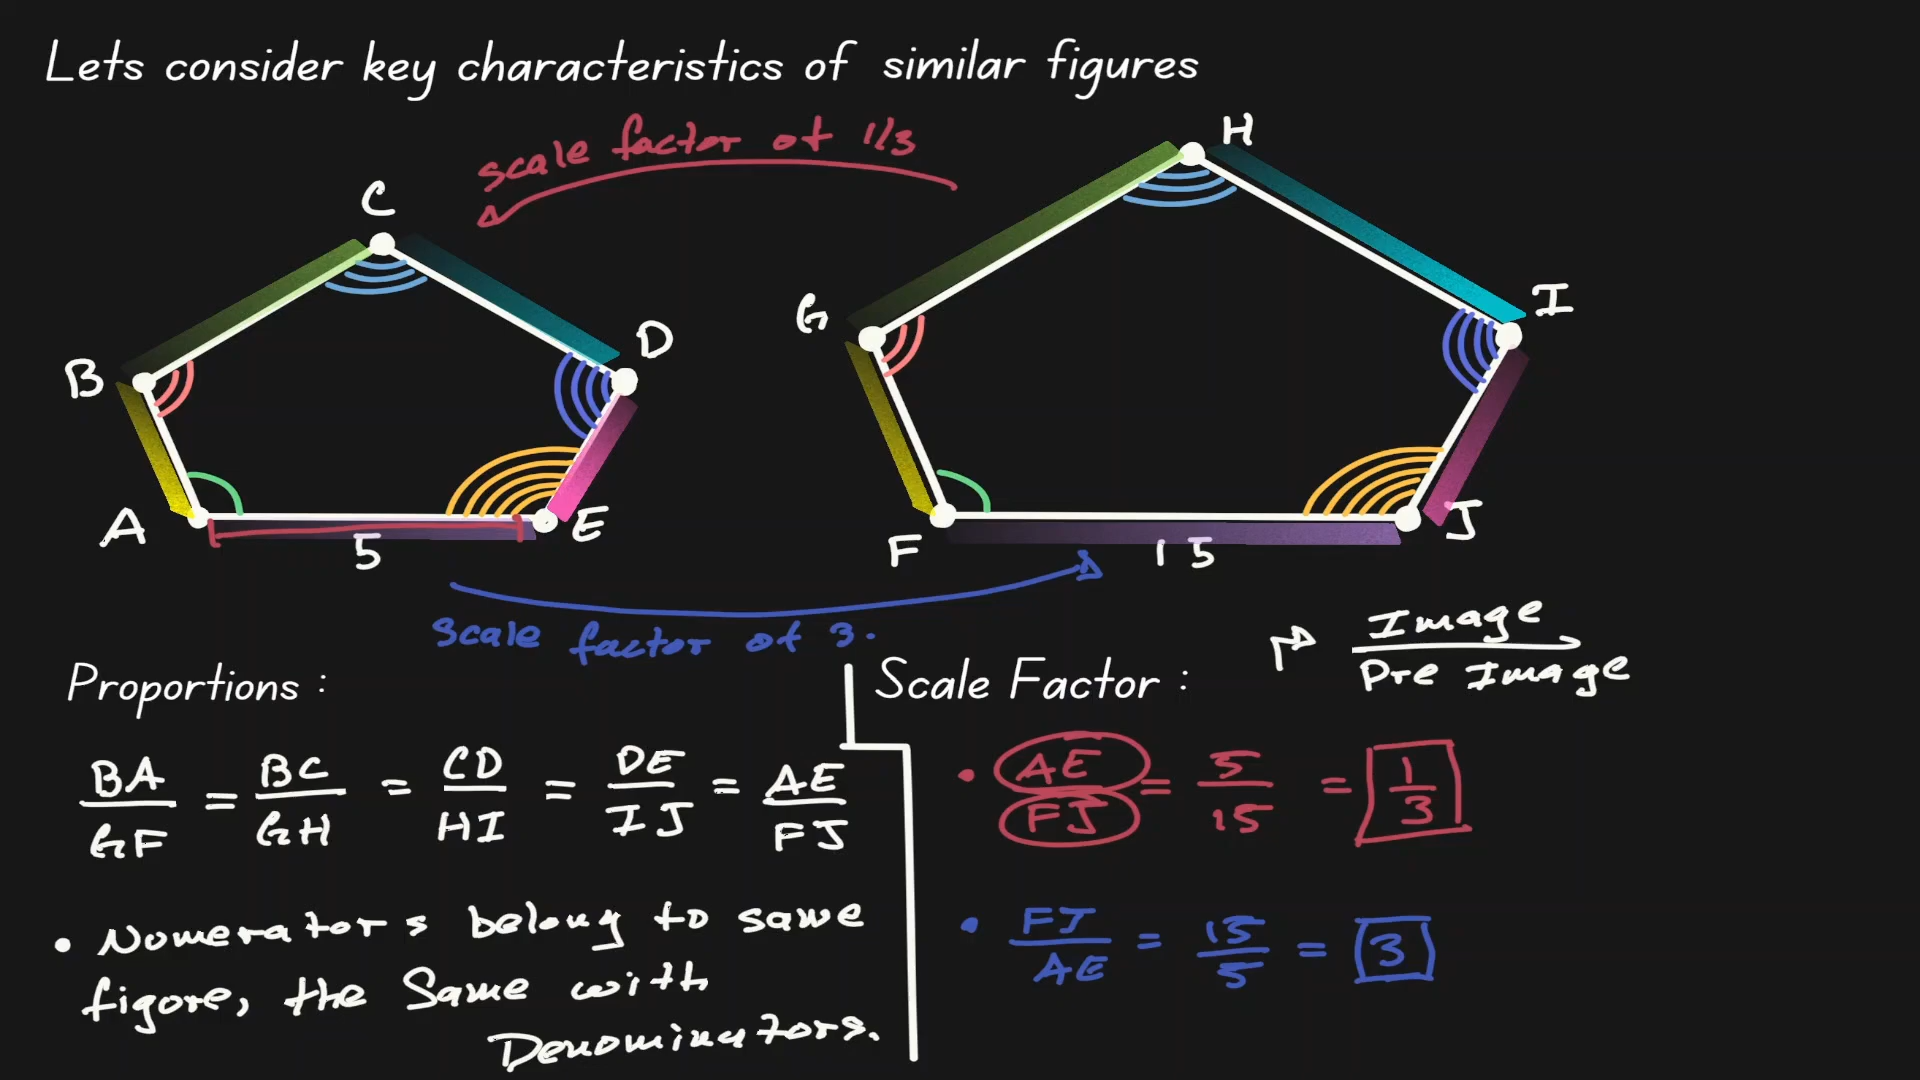 Lets consider key characteristics of similar figures
scale factor of 1/3
H
C
G
I
D
B
A
5
E
F
15
J
scale factor of 3.
Image
Pre Image
Proportions :
Scale Factor :
BA/GF = BC/GH = CD/HI = DE/IJ = AE/FJ
• AE/FJ = 5/15 = 1/3
• Numerators belong to same
figure, the Same with
Denominators.
• FJ/AE = 15/5 = 3